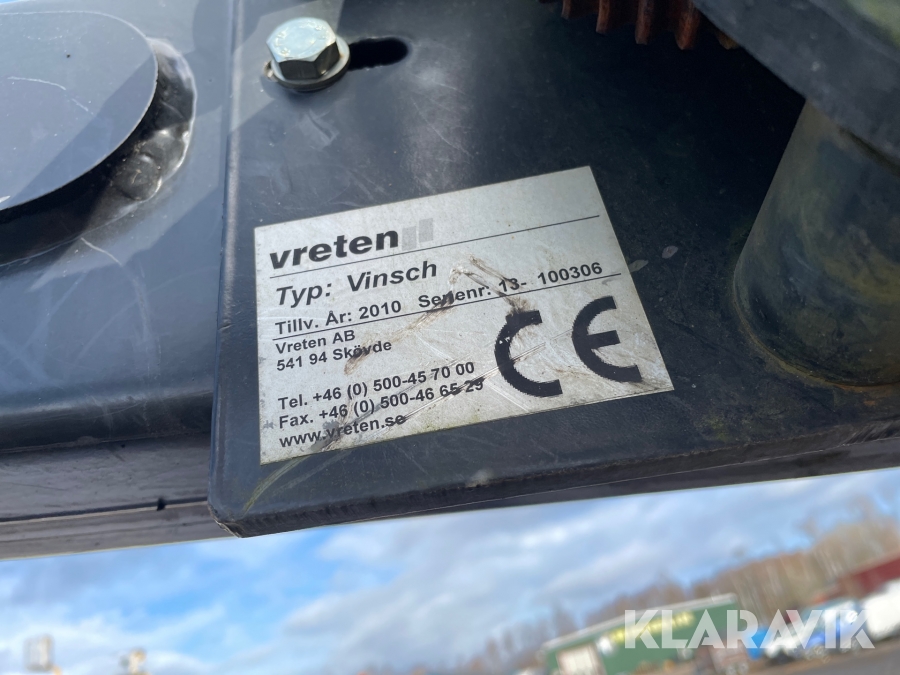 vreten
Typ: Vinsch
Tillv. År: 2010 Serienr: 13- 100306
Vreten AB
541 94 Skövde
Tel. +46 (0) 500-45 70 00
Fax. +46 (0) 500-46 65 29
www.vreten.se
CE
KLARAVIK